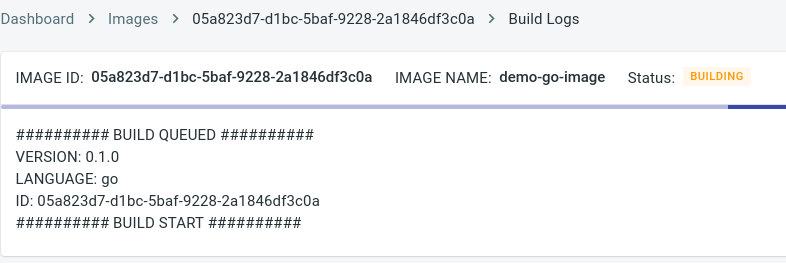 Dashboard > Images > 05a823d7-d1bc-5baf-9228-2a1846df3c0a > Build Logs
IMAGE ID: 05a823d7-d1bc-5baf-9228-2a1846df3c0a IMAGE NAME: demo-go-image Status: BUILDING
########## BUILD QUEUED ##########
VERSION: 0.1.0
LANGUAGE: go
ID: 05a823d7-d1bc-5baf-9228-2a1846df3c0a
########## BUILD START ##########